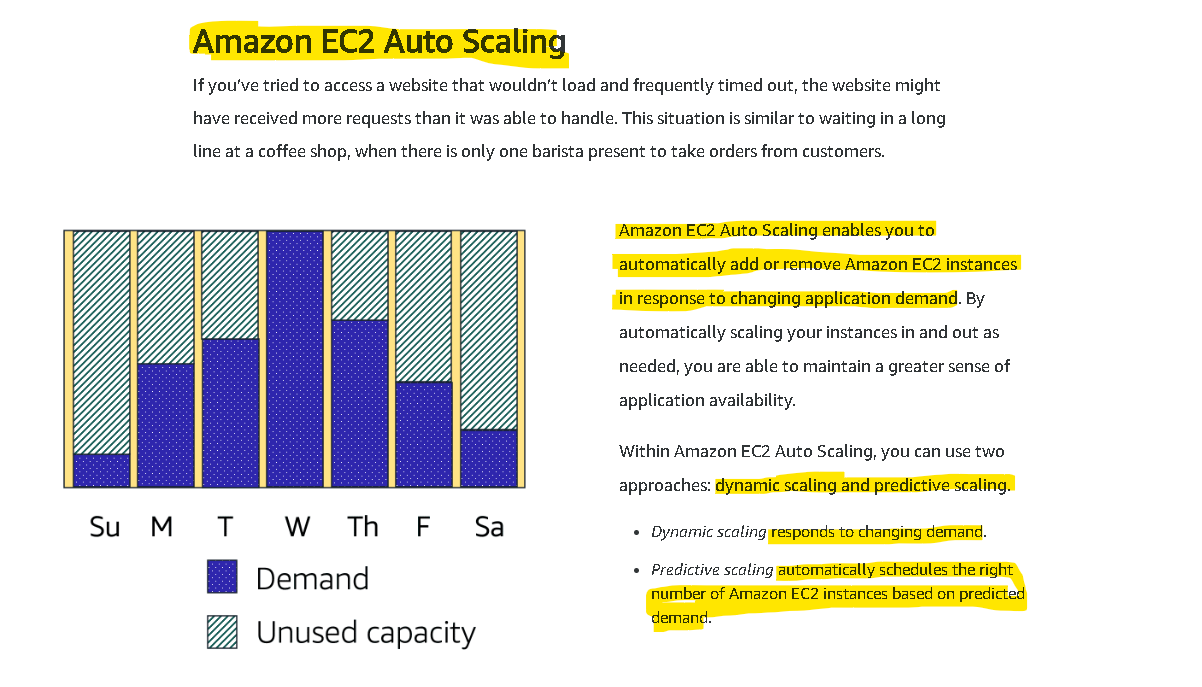 Amazon EC2 Auto Scaling
If you’ve tried to access a website that wouldn’t load and frequently timed out, the website might
have received more requests than it was able to handle. This situation is similar to waiting in a long
line at a coffee shop, when there is only one barista present to take orders from customers.
Su M T W Th F Sa
Demand
Unused capacity
Amazon EC2 Auto Scaling enables you to
automatically add or remove Amazon EC2 instances
in response to changing application demand. By
automatically scaling your instances in and out as
needed, you are able to maintain a greater sense of
application availability.
Within Amazon EC2 Auto Scaling, you can use two
approaches: dynamic scaling and predictive scaling.
• Dynamic scaling responds to changing demand.
• Predictive scaling automatically schedules the right
number of Amazon EC2 instances based on predicted
demand.